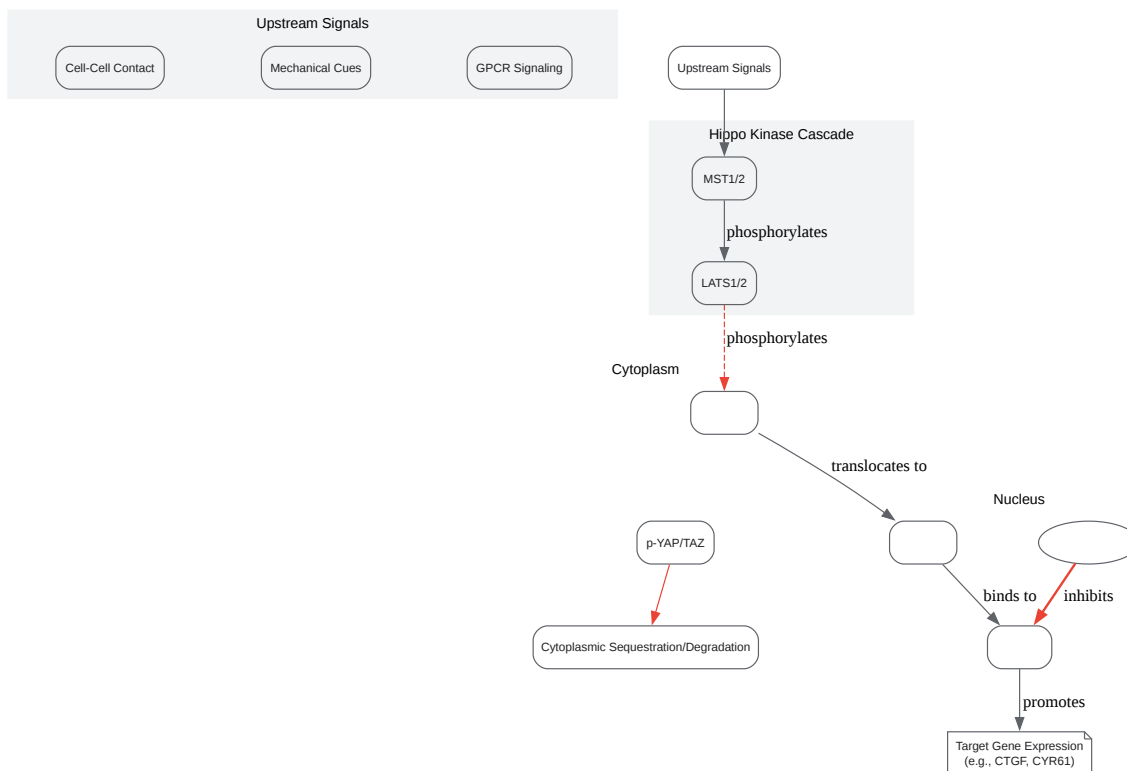 Upstream Signals
Cell-Cell Contact
Mechanical Cues
GPCR Signaling
Upstream Signals
Hippo Kinase Cascade
MST1/2
phosphorylates
LATS1/2
phosphorylates
Cytoplasm
translocates to
Nucleus
p-YAP/TAZ
binds to
inhibits
Cytoplasmic Sequestration/Degradation
promotes
Target Gene Expression
(e.g., CTGF, CYR61)